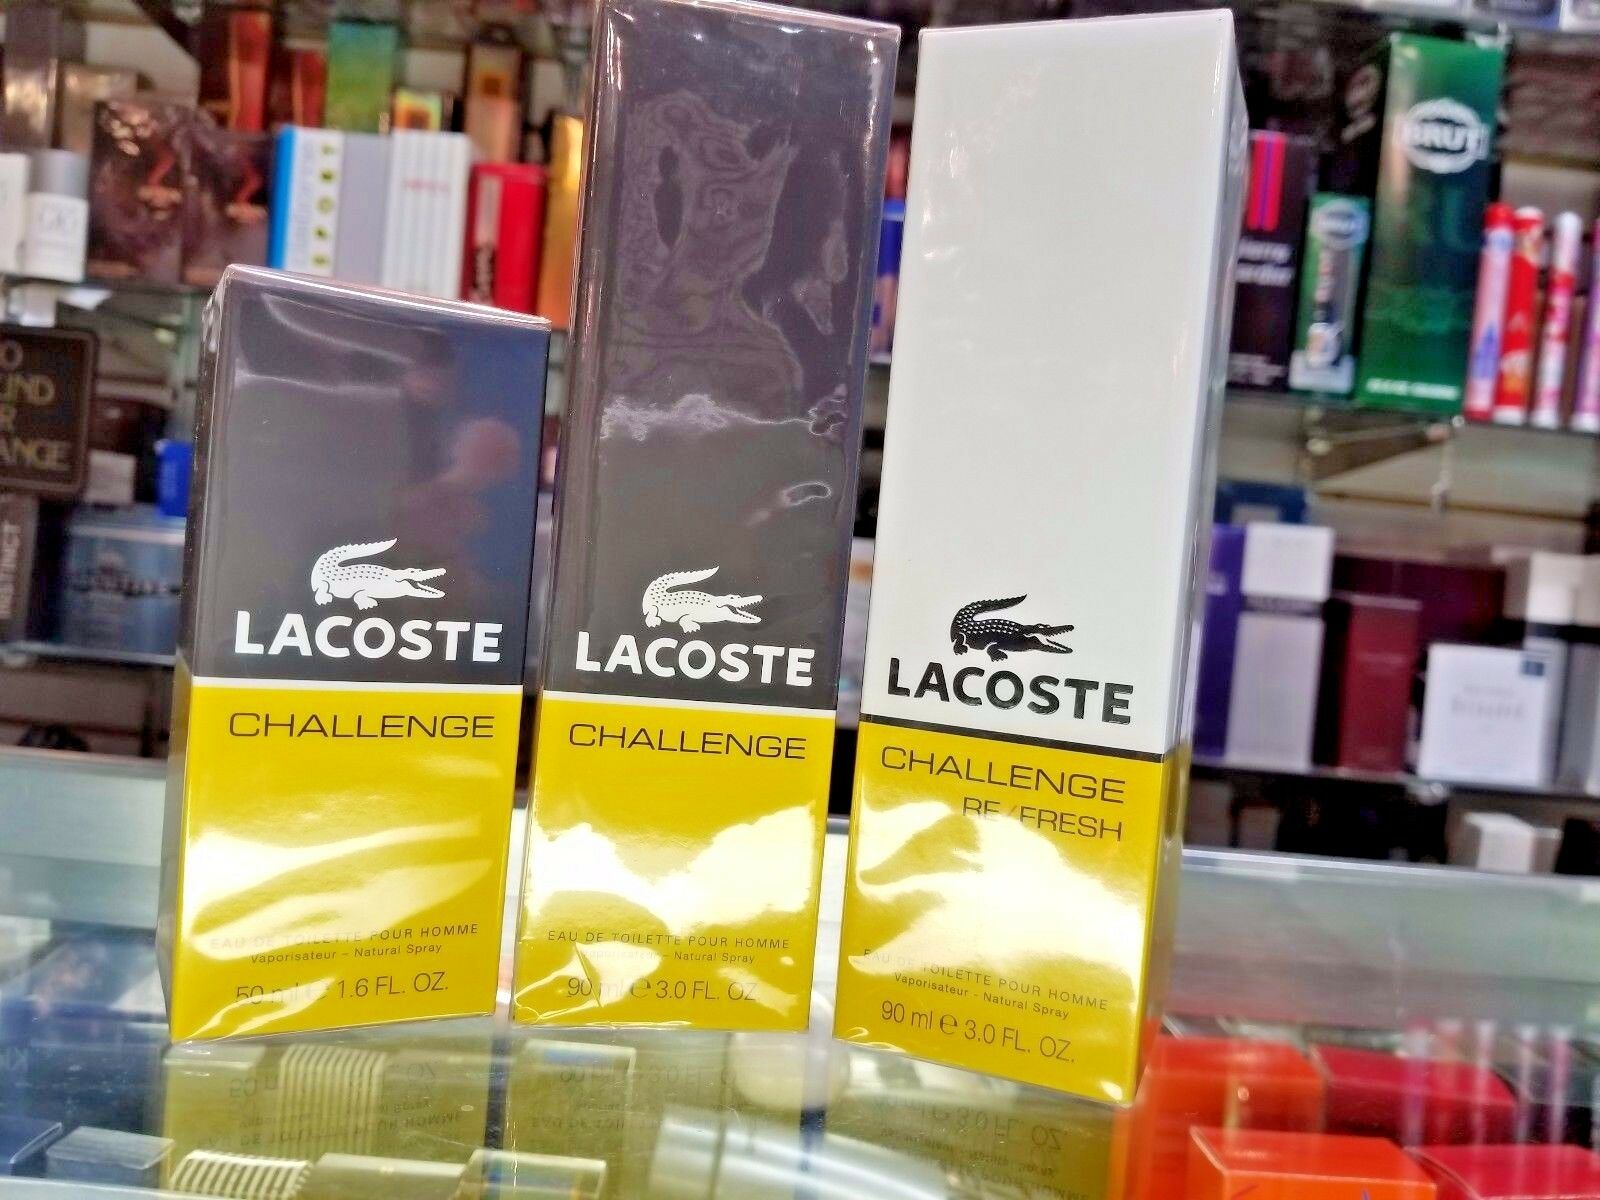 LACOSTE
CHALLENGE
EAU DE TOILETTE POUR HOMME
Vaporisateur - Natural Spray
50 ml e 1.6 FL. OZ.
LACOSTE
CHALLENGE
EAU DE TOILETTE POUR HOMME
Vaporisateur - Natural Spray
90 ml e 3.0 FL. OZ
LACOSTE
CHALLENGE
RE/FRESH
EAU DE TOILETTE POUR HOMME
Vaporisateur - Natural Spray
90 ml e 3.0 FL. OZ.
BRUT
INSTINCT